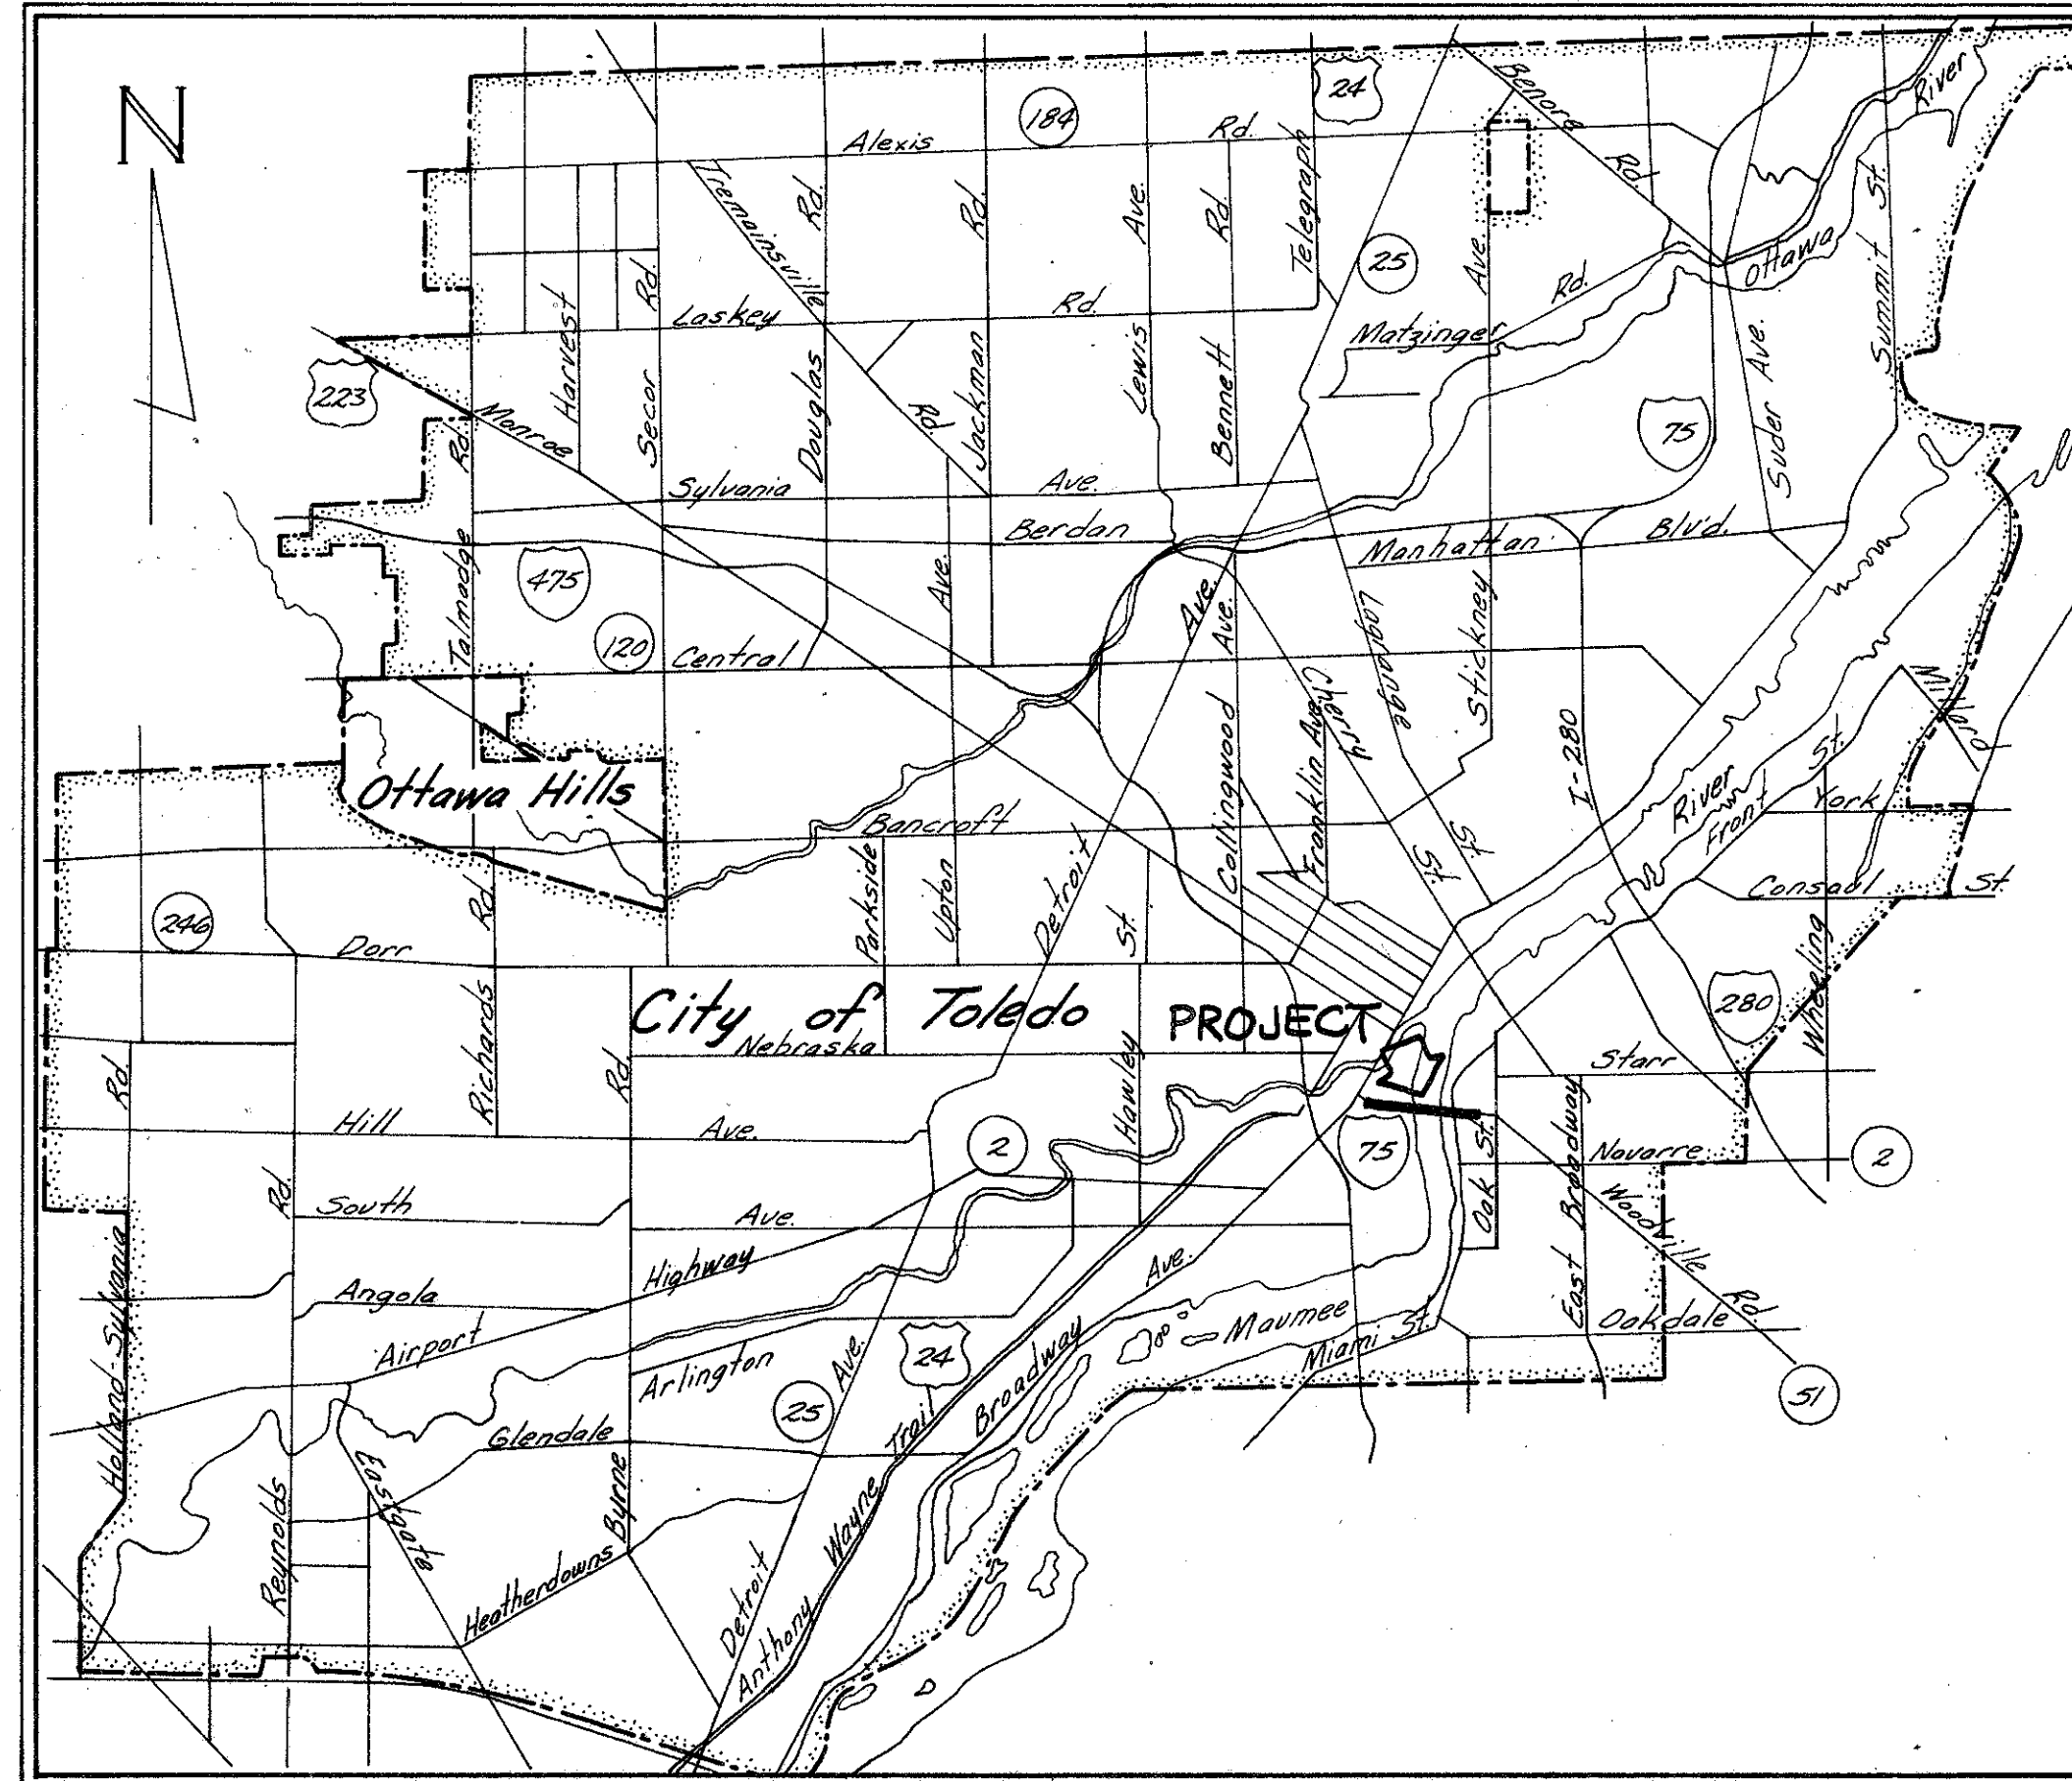 N
184
24
Benore
Rd
River
Alexis
Rd.
Tremainsville
Rd.
Rd.
Rd.
Ave.
Rd.
Telegraph
25
Ave.
Rd.
Ottawa
Summit
St.
Harvest
Rd.
Laskey
Rd.
Matzinger
223
Monroe
Secor
Douglas
Rd.
Jackman
Lewis
Bennett
75
Suder
Ave.
Rd
Sylvania
Ave.
Berdan
Manhattan
Blv'd.
Talmadge
475
Ave.
Ave.
Ave.
Lagrange
Stickney
120
Central
Cherry
I-280
Millard
Ottawa Hills
Bancroft
Collingwood
Franklin Ave.
St.
St.
River
Front
St.
York
Consaul
St.
246
Dorr
Rd.
Parkside
Upton
Detroit
St.
Wheeling
City of Toledo
PROJECT
280
Nebraska
Richards
Rd.
Hawley
Starr
Rd.
Hill
Ave.
2
75
Oak St.
East Broadway
Navarre
2
Rd.
South
Ave.
Woodville
Rd
Holland-Sylvania
Angola
Highway
Airport
Ave.
Maumee
Miami St.
Oakdale
Arlington
Ave.
24
Broadway
51
25
Trail
Glendale
Eastgate
Reynolds
Byrne
Wayne
Heatherdowns
Detroit
Anthony